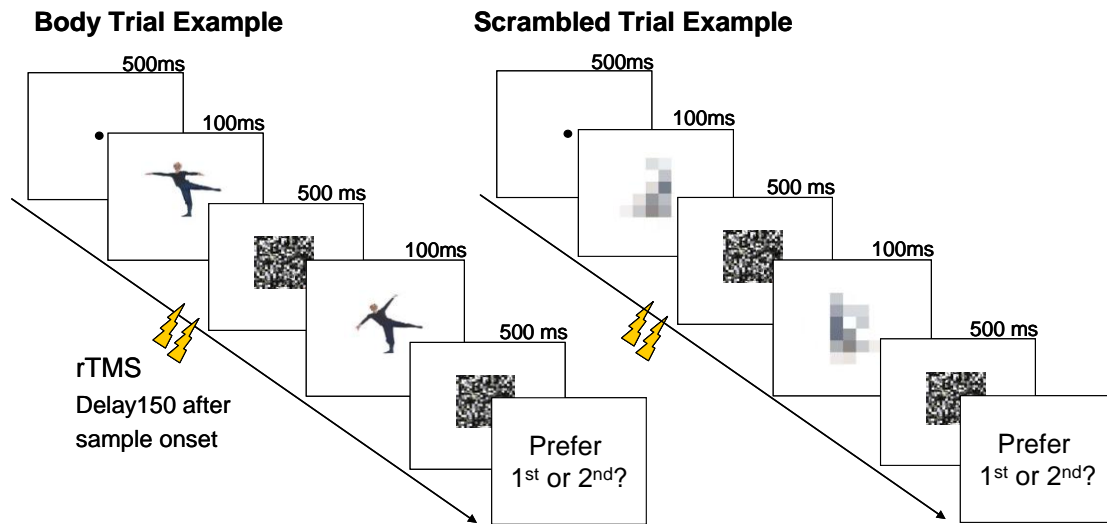 Body Trial Example
500ms
100ms
500 ms
100ms
500 ms
rTMS
Delay150 after
sample onset
Prefer
1st or 2nd?
Scrambled Trial Example
500ms
100ms
500 ms
100ms
500 ms
Prefer
1st or 2nd?